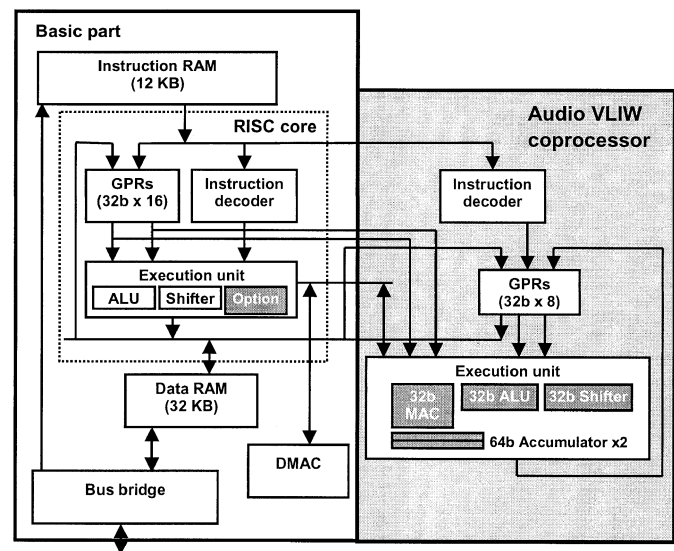 Basic part
Instruction RAM
(12 KB)
RISC core
GPRs
(32b x 16)
Instruction
decoder
Execution unit
ALU
Shifter
Option
Data RAM
(32 KB)
DMAC
Bus bridge
Audio VLIW
coprocessor
Instruction
decoder
GPRs
(32b x 8)
Execution unit
32b
MAC
32b ALU
32b Shifter
64b Accumulator x2